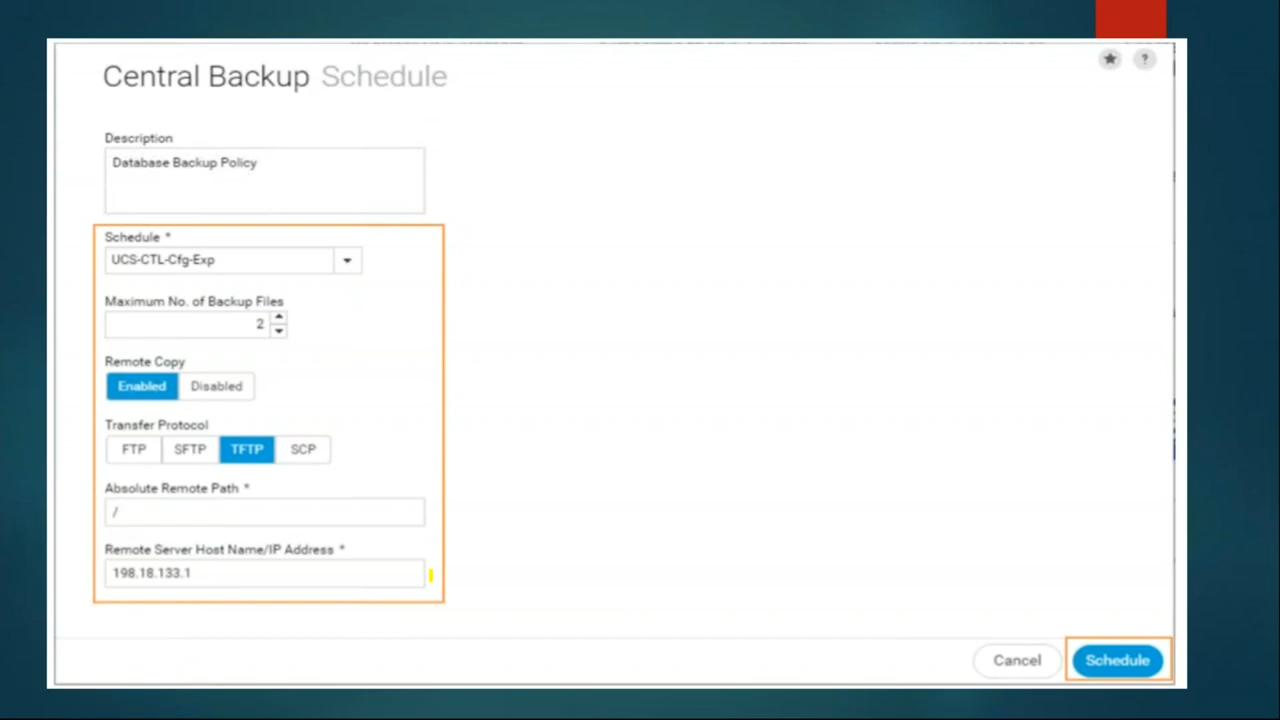 Central Backup Schedule
?
Description
Database Backup Policy
Schedule *
UCS-CTL-Cfg-Exp
Maximum No. of Backup Files
2
Remote Copy
Enabled Disabled
Transfer Protocol
FTP SFTP TFTP SCP
Absolute Remote Path *
/
Remote Server Host Name/IP Address *
198.18.133.1
Cancel Schedule